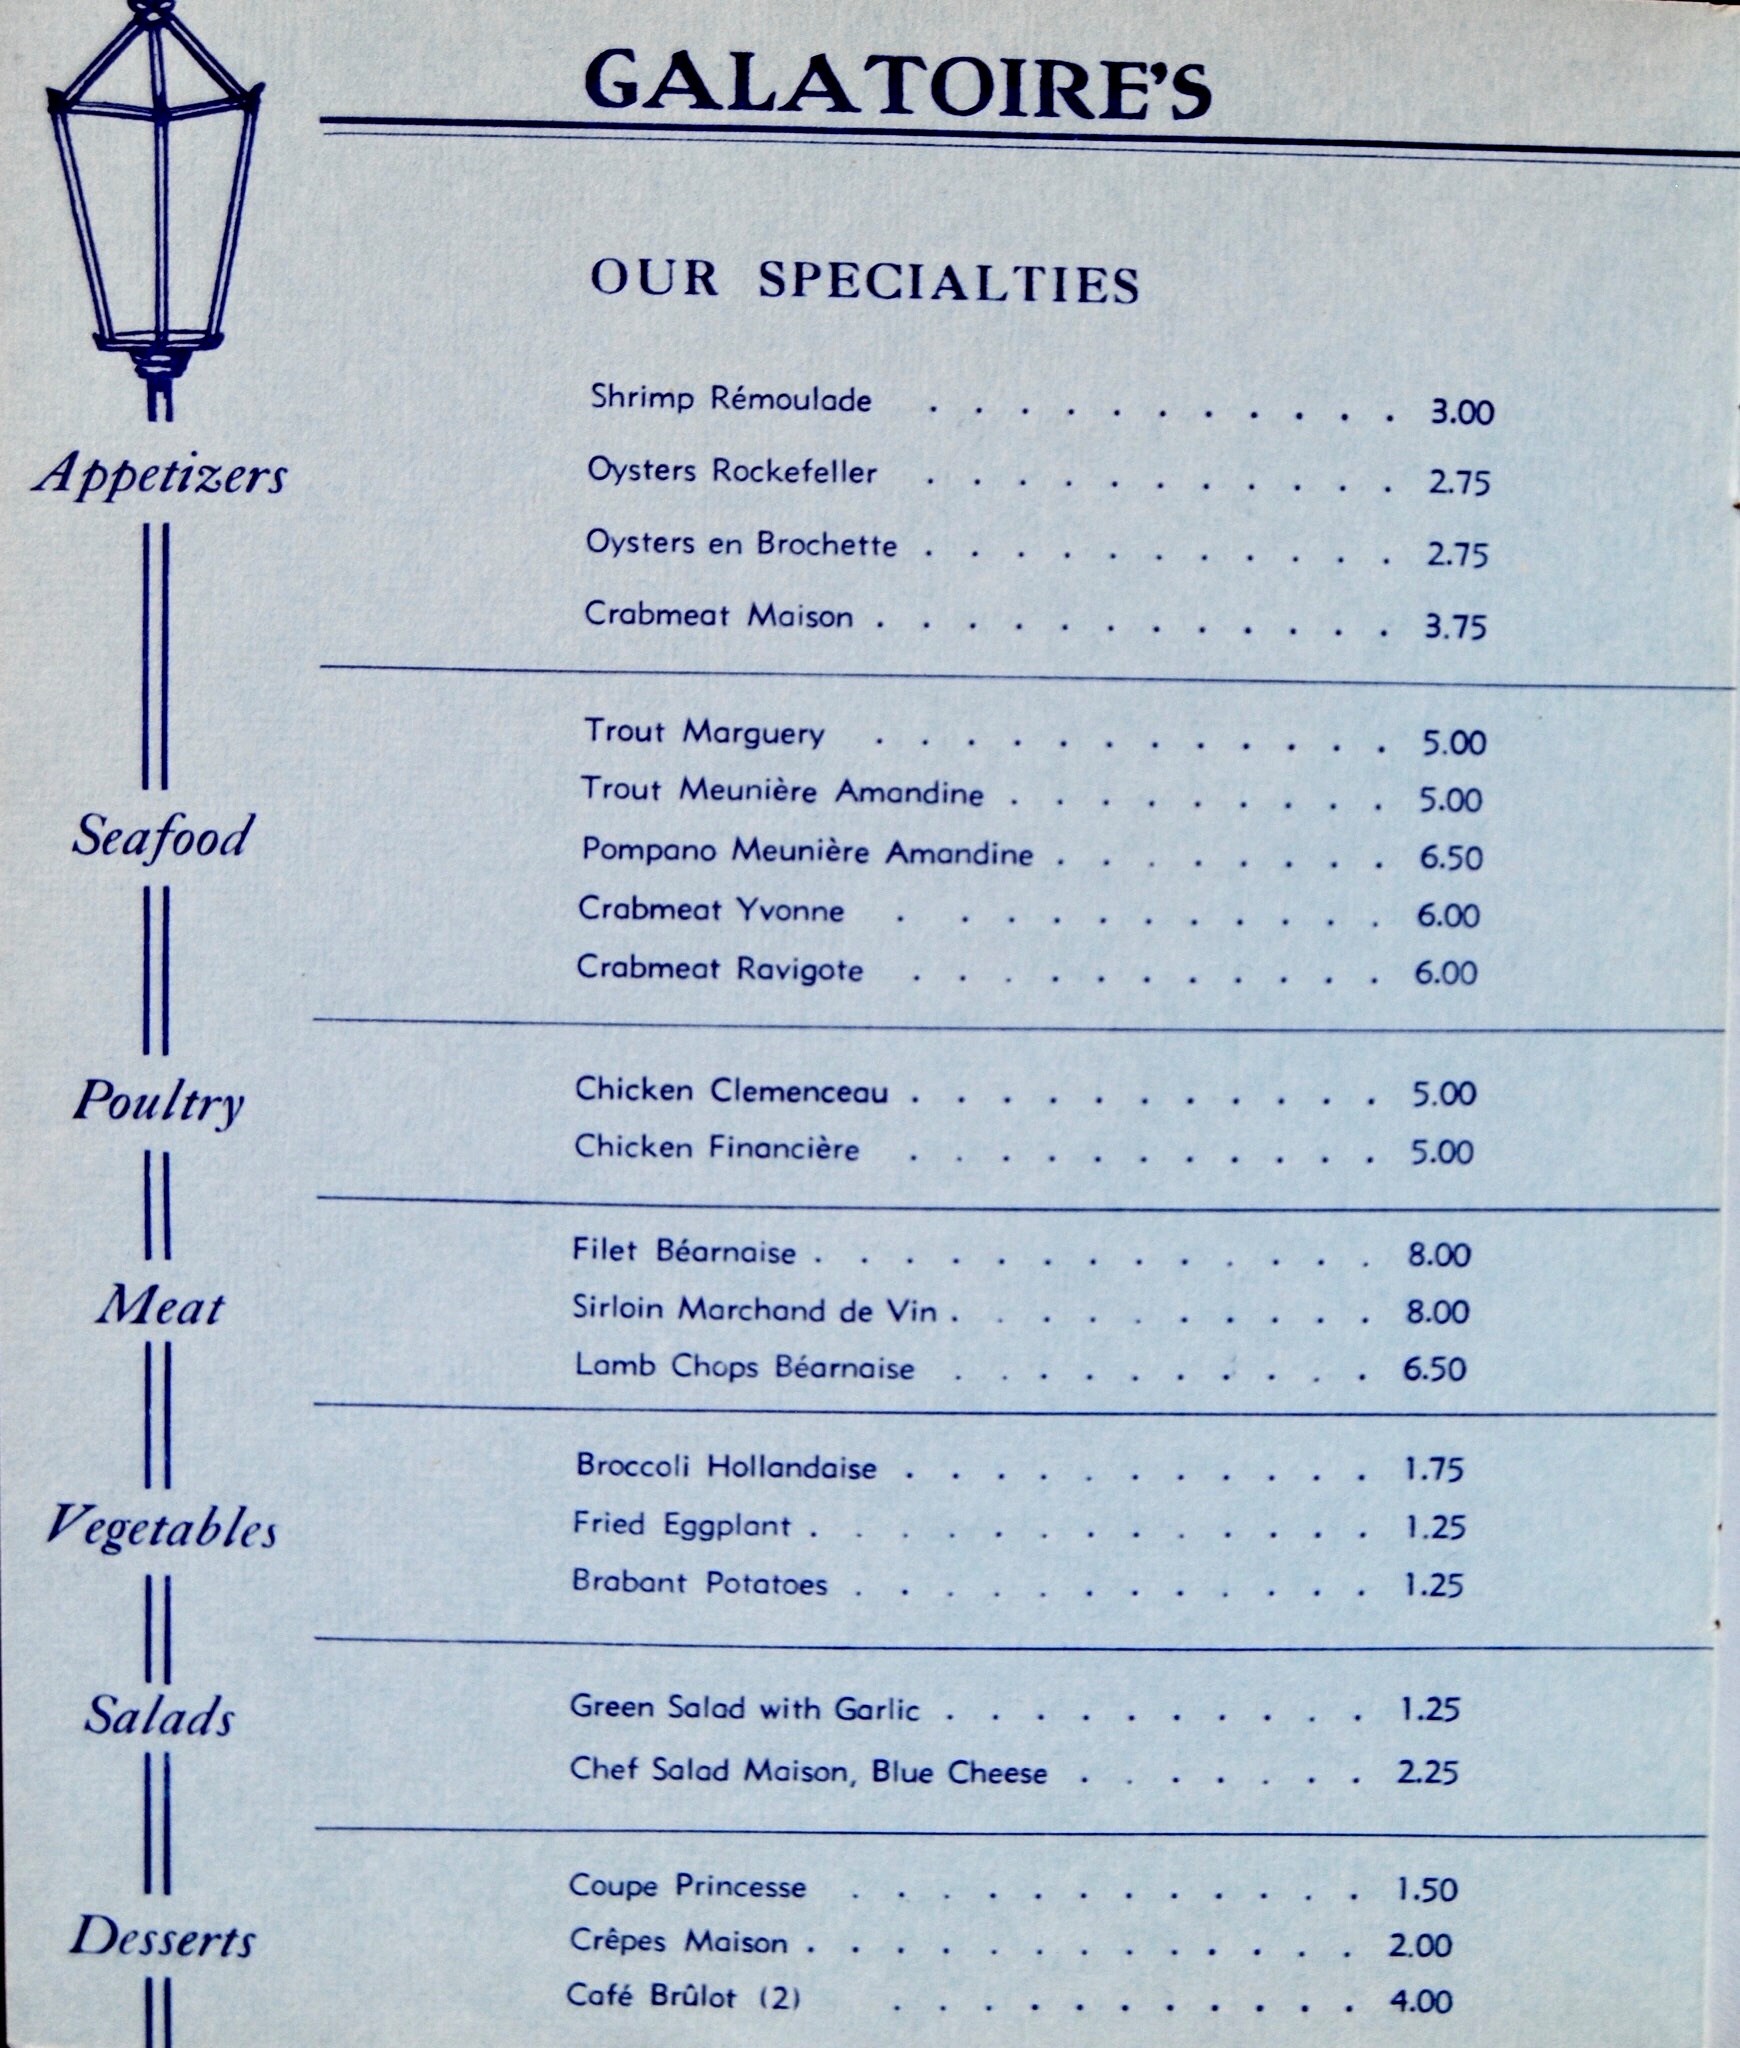 GALATOIRE'S
OUR SPECIALTIES
Appetizers
Shrimp Rémoulade . . . . . . . . . . . 3.00
Oysters Rockefeller . . . . . . . . . . . 2.75
Oysters en Brochette . . . . . . . . . . . 2.75
Crabmeat Maison . . . . . . . . . . . . 3.75
Seafood
Trout Marguery . . . . . . . . . . . . 5.00
Trout Meunière Amandine . . . . . . . . . 5.00
Pompano Meunière Amandine . . . . . . . . 6.50
Crabmeat Yvonne . . . . . . . . . . . 6.00
Crabmeat Ravigote . . . . . . . . . . . 6.00
Poultry
Chicken Clemenceau . . . . . . . . . . . 5.00
Chicken Financière . . . . . . . . . . . 5.00
Meat
Filet Béarnaise . . . . . . . . . . . . . 8.00
Sirloin Marchand de Vin . . . . . . . . . . 8.00
Lamb Chops Béarnaise . . . . . . . . . . 6.50
Vegetables
Broccoli Hollandaise . . . . . . . . . . . 1.75
Fried Eggplant . . . . . . . . . . . . . 1.25
Brabant Potatoes . . . . . . . . . . . . 1.25
Salads
Green Salad with Garlic . . . . . . . . . . 1.25
Chef Salad Maison, Blue Cheese . . . . . . . 2.25
Desserts
Coupe Princesse . . . . . . . . . . . . 1.50
Crêpes Maison . . . . . . . . . . . . . 2.00
Café Brûlot (2) . . . . . . . . . . . 4.00